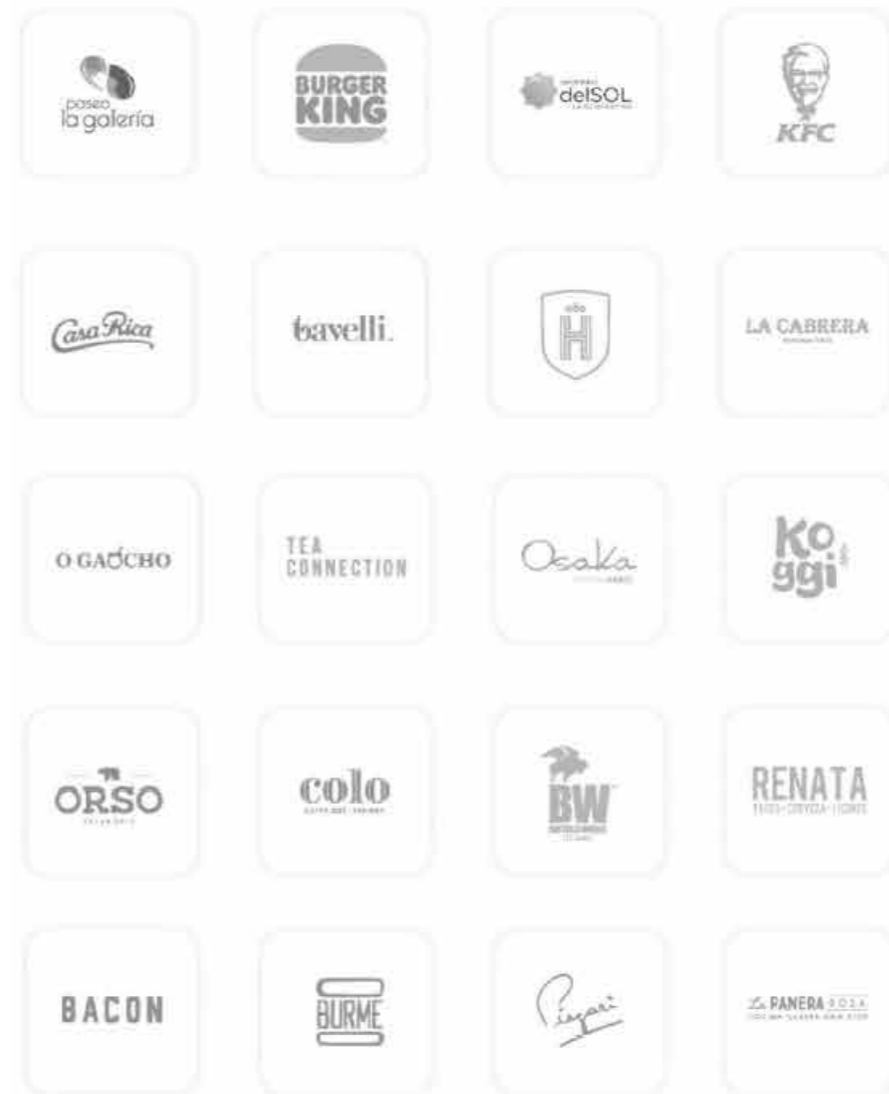 paseo
la galería
BURGER
KING
delSOL
KFC
Casa Rica
bavelli.
H
LA CABRERA
O GAÚCHO
TEA
CONNECTION
Osaka
Ko
ggi
ORSO
colo
BW
RENATA
BACON
BURME
La PANERA ROSA